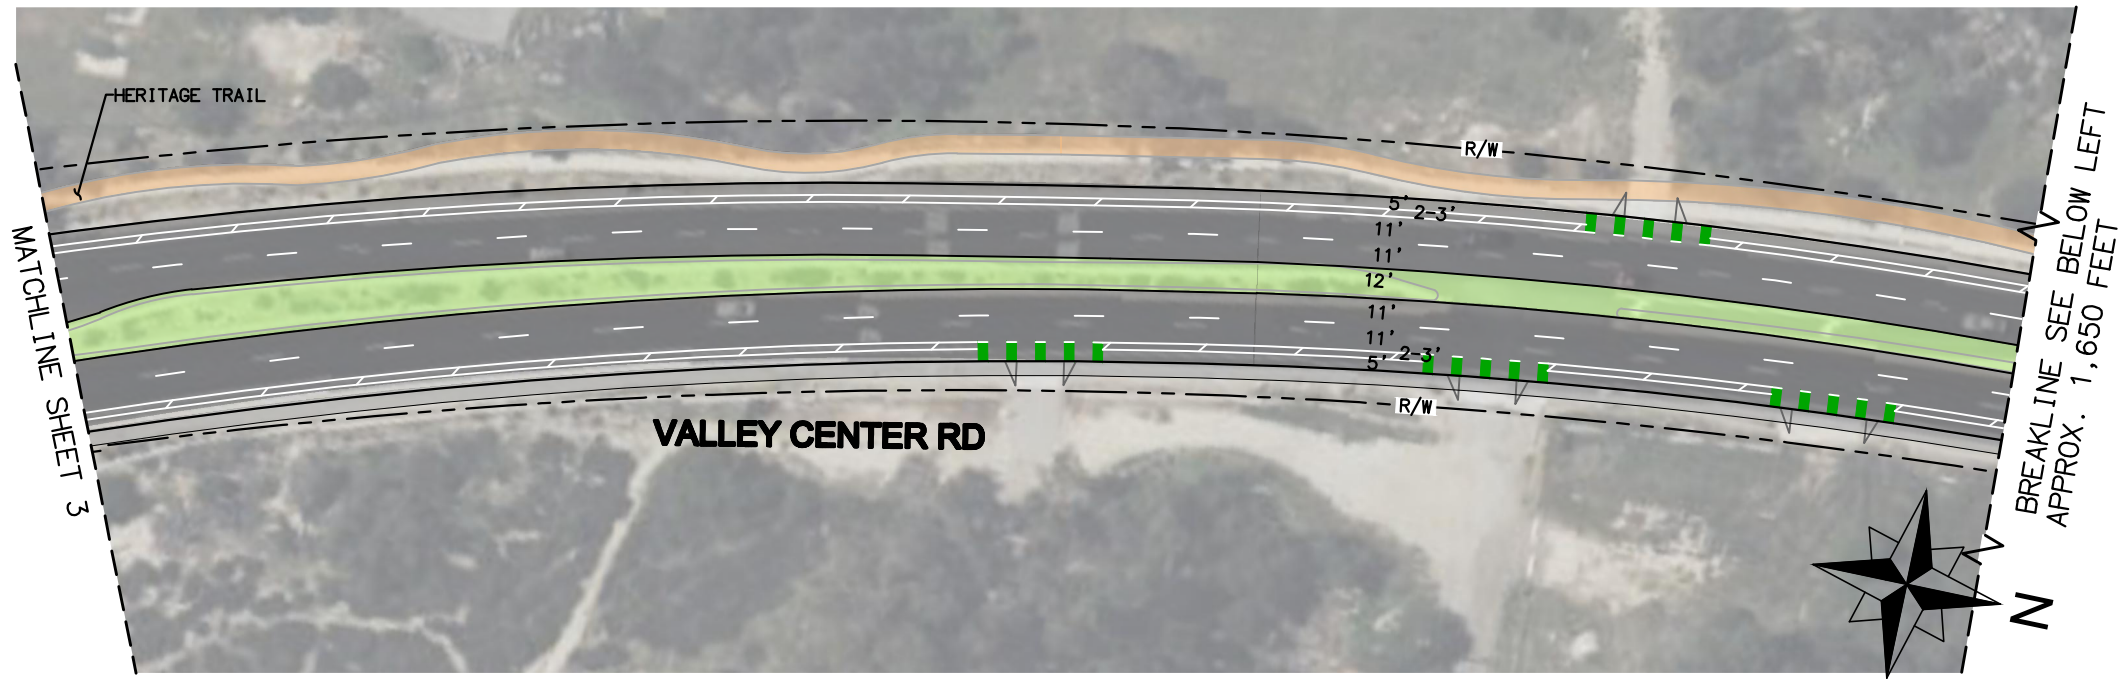 HERITAGE TRAIL
R/W
5'
2-3'
11'
11'
12'
11'
11'
2-3'
5'
R/W
VALLEY CENTER RD
MATCHLINE SHEET 3
BREAKLINE SEE BELOW LEFT
APPROX. 1,650 FEET
N